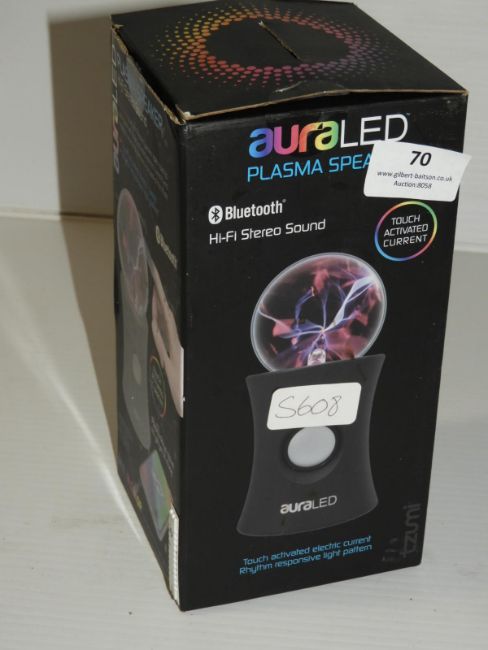 auraLED
PLASMA
70
www.gilbert-baitson.co.uk
Auction:8058
Bluetooth®
Hi-Fi Stereo Sound
TOUCH
ACTIVATED
CURRENT
S608
auraLED
Touch activated electric current
Rhythm responsive light pattern
tzumi